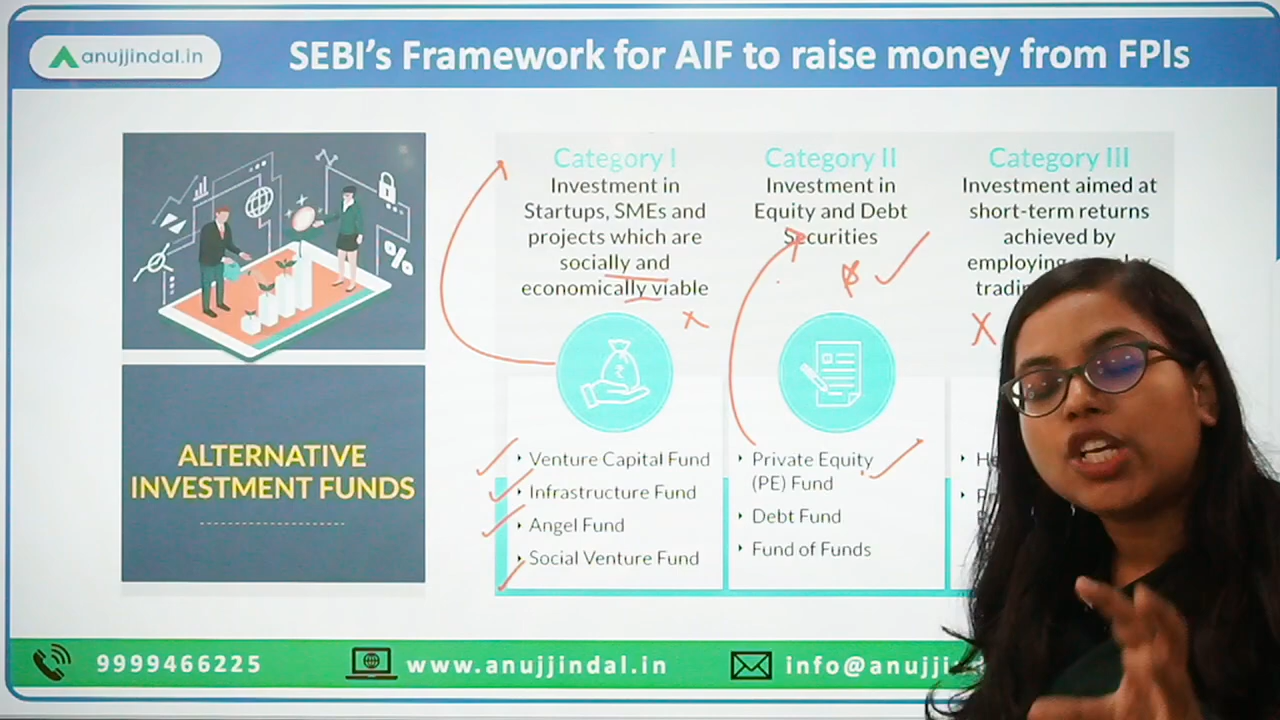 anujjindal.in
SEBI's Framework for AIF to raise money from FPIs
Category I
Investment in
Startups, SMEs and
projects which are
socially and
economically viable
Venture Capital Fund
Infrastructure Fund
Angel Fund
Social Venture Fund
Category II
Investment in
Equity and Debt
Securities
Private Equity
(PE) Fund
Debt Fund
Fund of Funds
Category III
Investment aimed at
short-term returns
achieved by
employing
ALTERNATIVE
INVESTMENT FUNDS
9999466225
www.anujjindal.in
info@anujji